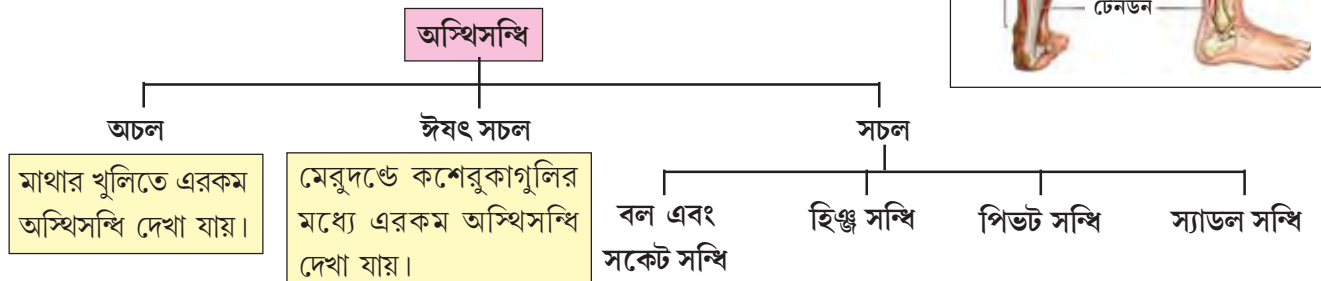 টেনডন
অস্থিসন্ধি
অচল
ঈষৎ সচল
সচল
মাথার খুলিতে এরকম
অস্থিসন্ধি দেখা যায়।
মেরুদণ্ডে কশেরুকাগুলির
মধ্যে এরকম অস্থিসন্ধি
দেখা যায়।
বল এবং
সকেট সন্ধি
হিঞ্জ সন্ধি
পিভট সন্ধি
স্যাডল সন্ধি